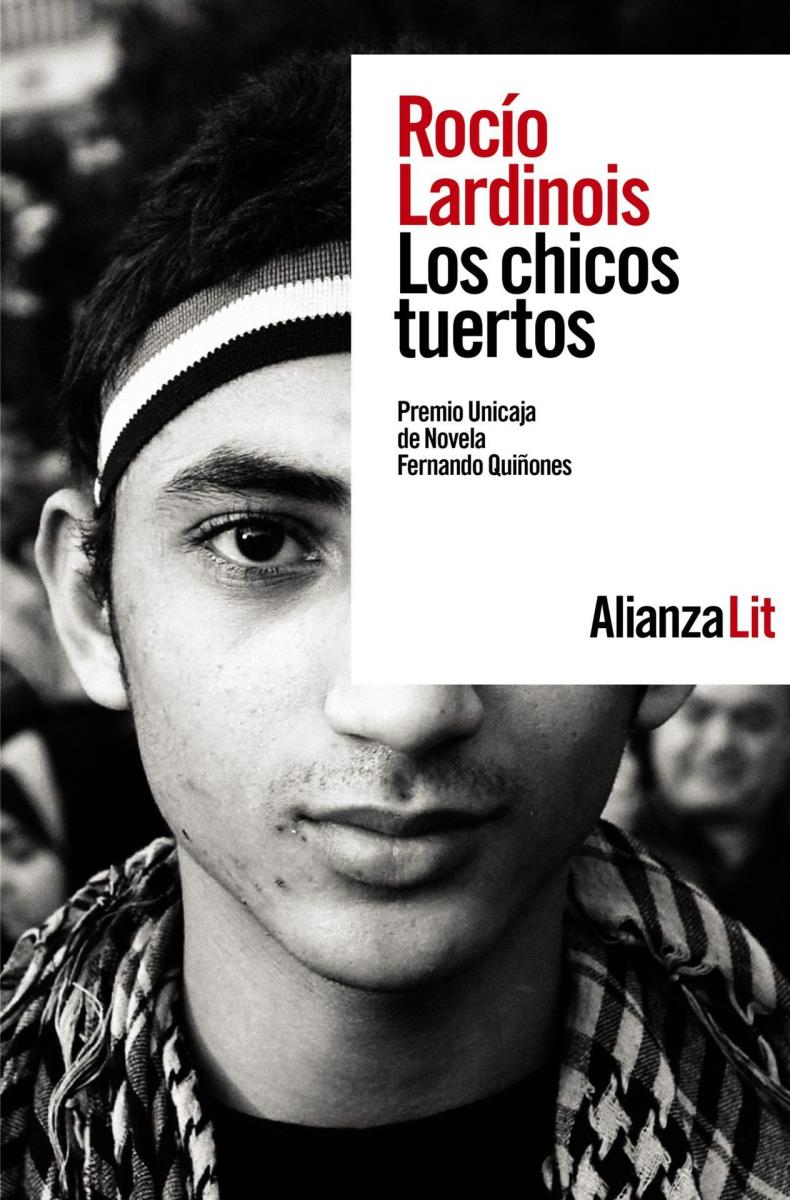 Rocío
Lardinois
Los chicos
tuertos
Premio Unicaja
de Novela
Fernando Quiñones
AlianzaLit